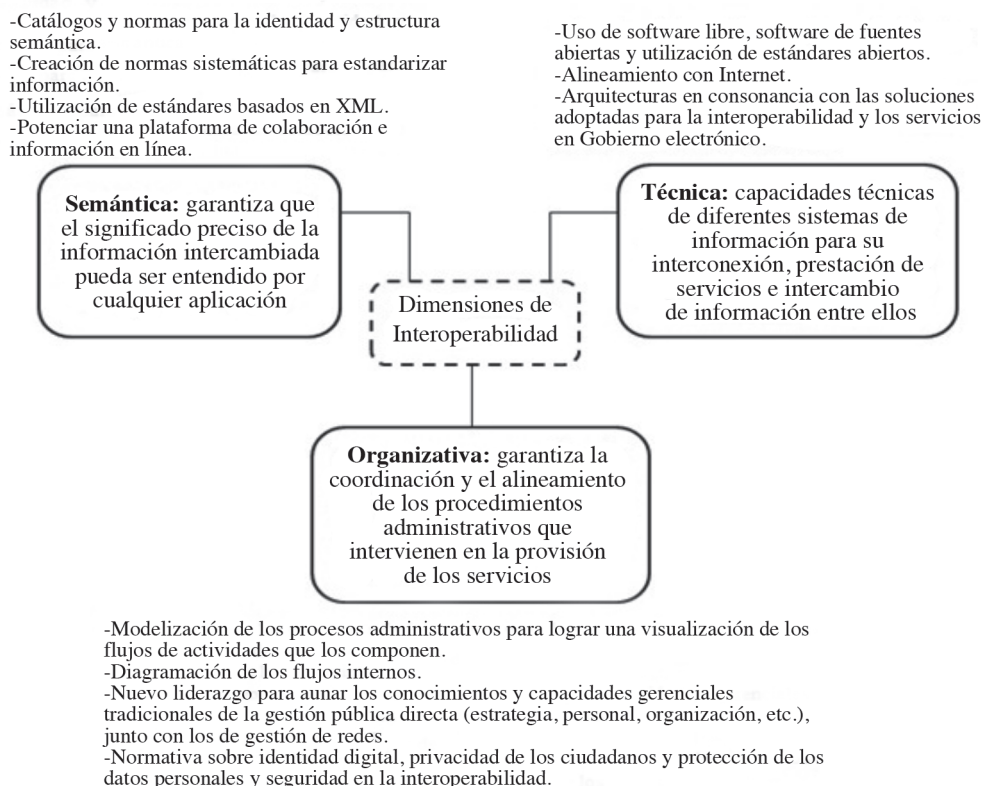 -Catálogos y normas para la identidad y estructura
semántica.
-Creación de normas sistemáticas para estandarizar
información.
-Utilización de estándares basados en XML.
-Potenciar una plataforma de colaboración e
información en línea.
-Uso de software libre, software de fuentes
abiertas y utilización de estándares abiertos.
-Alineamiento con Internet.
-Arquitecturas en consonancia con las soluciones
adoptadas para la interoperabilidad y los servicios
en Gobierno electrónico.
Semántica: garantiza que
el significado preciso de la
información intercambiada
pueda ser entendido por
cualquier aplicación
Técnica: capacidades técnicas
de diferentes sistemas de
información para su
interconexión, prestación de
servicios e intercambio
de información entre ellos
Dimensiones de
Interoperabilidad
Organizativa: garantiza la
coordinación y el alineamiento
de los procedimientos
administrativos que
intervienen en la provisión
de los servicios
-Modelización de los procesos administrativos para lograr una visualización de los
flujos de actividades que los componen.
-Diagramación de los flujos internos.
-Nuevo liderazgo para aunar los conocimientos y capacidades gerenciales
tradicionales de la gestión pública directa (estrategia, personal, organización, etc.),
junto con los de gestión de redes.
-Normativa sobre identidad digital, privacidad de los ciudadanos y protección de los
datos personales y seguridad en la interoperabilidad.